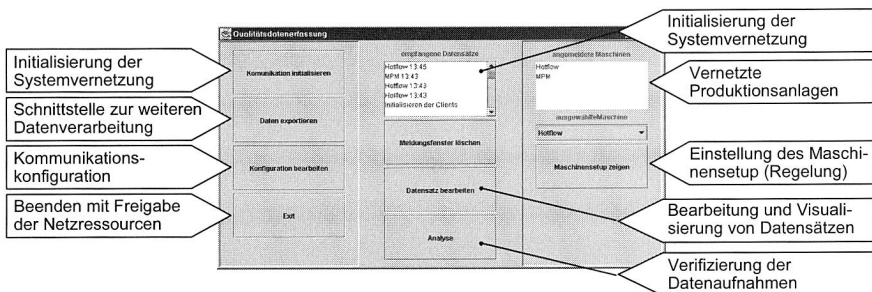 Qualitätsdatenerfassung
Initialisierung der
Systemvernetzung
Schnittstelle zur weiteren
Datenverarbeitung
Kommunikations-
konfiguration
Beenden mit Freigabe
der Netzressourcen
Komunikation initialisieren
Daten exportieren
Konfiguration bearbeiten
Exit
empfangene Datensätze
Hotflow 13:45
MPM 13:43
Hotflow 13:43
Hotflow 13:43
Initialisieren der Clients
Meldungsfenster löschen
Datensatz bearbeiten
Analyse
angemeldete Maschinen
Hotflow
MPM
ausgewählteMaschine
Hotflow
Maschinensetup zeigen
Initialisierung der
Systemvernetzung
Vernetzte
Produktionsanlagen
Einstellung des Maschi-
nensetup (Regelung)
Bearbeitung und Visuali-
sierung von Datensätzen
Verifizierung der
Datenaufnahmen